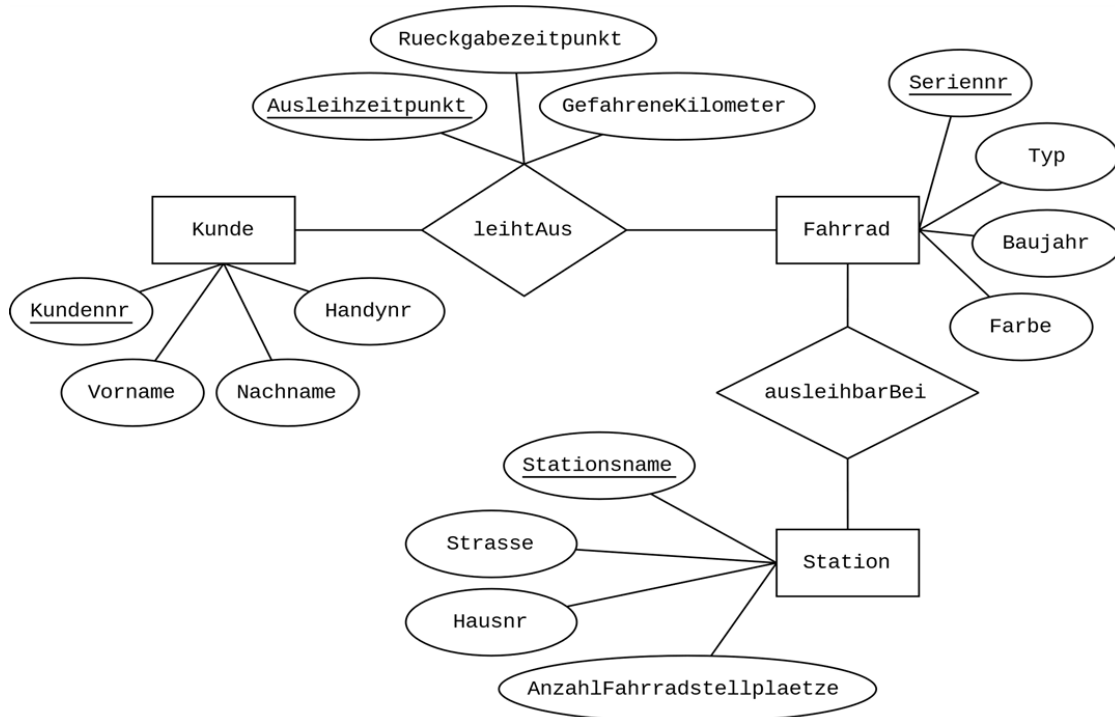 Rueckgabezeitpunkt
Ausleihzeitpunkt
GefahreneKilometer
Seriennr
Typ
Kunde
leihtAus
Fahrrad
Baujahr
Kundennr
Handynr
Farbe
Vorname
Nachname
ausleihbarBei
Stationsname
Strasse
Station
Hausnr
AnzahlFahrradstellplaetze